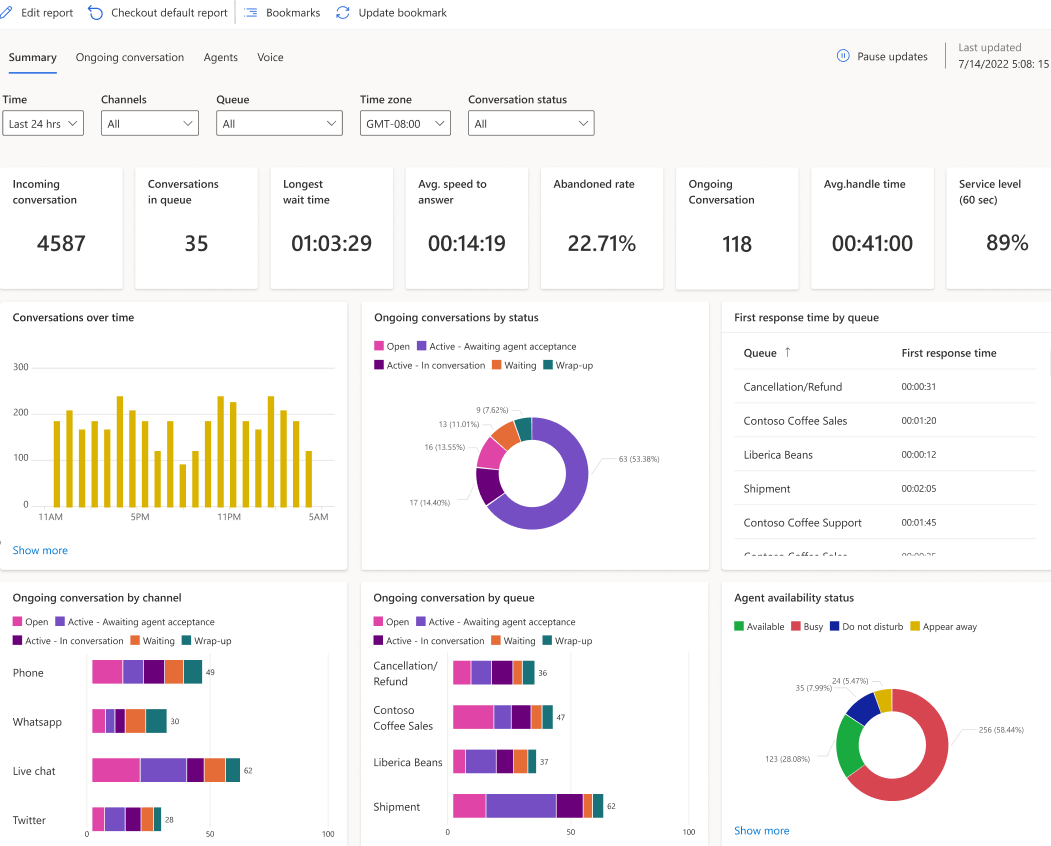 Edit report
Checkout default report
Bookmarks
Update bookmark
Summary
Ongoing conversation
Agents
Voice
Pause updates
Last updated
7/14/2022 5:08: 15
Time
Channels
Queue
Time zone
Conversation status
Last 24 hrs
All
All
GMT-08:00
All
Incoming
conversation
4587
Conversations
in queue
35
Longest
wait time
01:03:29
Avg. speed to
answer
00:14:19
Abandoned rate
22.71%
Ongoing
Conversation
118
Avg.handle time
00:41:00
Service level
(60 sec)
89%
Conversations over time
300
200
100
0
11AM
5PM
11PM
5AM
Show more
Ongoing conversations by status
Open
Active - Awaiting agent acceptance
Active - In conversation
Waiting
Wrap-up
9 (7.62%)
13 (11.01%)
16 (13.55%)
17 (14.40%)
63 (53.38%)
First response time by queue
Queue ↑
First response time
Cancellation/Refund
00:00:31
Contoso Coffee Sales
00:01:20
Liberica Beans
00:00:12
Shipment
00:02:05
Contoso Coffee Support
00:01:45
Contoso Coffee Sales
Ongoing conversation by channel
Open
Active - Awaiting agent acceptance
Active - In conversation
Waiting
Wrap-up
Phone
49
Whatsapp
30
Live chat
62
Twitter
28
0
50
100
Ongoing conversation by queue
Open
Active - Awaiting agent acceptance
Active - In conversation
Waiting
Wrap-up
Cancellation/
Refund
36
Contoso
Coffee Sales
47
Liberica Beans
37
Shipment
62
0
50
100
Agent availability status
Available
Busy
Do not disturb
Appear away
24 (5.47%)
35 (7.99%)
123 (28.08%)
256 (58.44%)
Show more